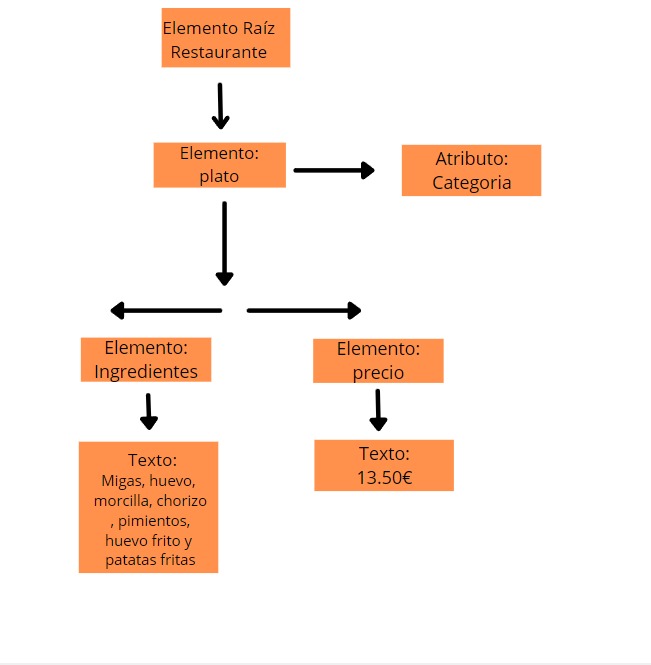 Elemento Raíz
Restaurante
Elemento:
plato
Atributo:
Categoria
Elemento:
Ingredientes
Elemento:
precio
Texto:
Migas, huevo,
morcilla, chorizo
, pimientos,
huevo frito y
patatas fritas
Texto:
13.50€